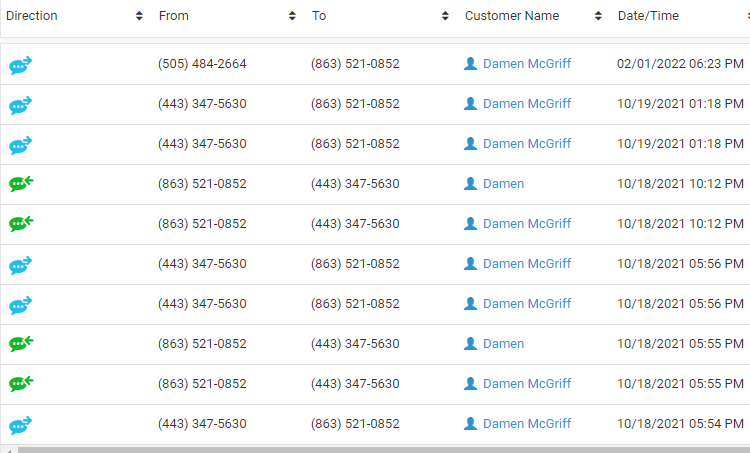 Direction From To Customer Name Date/Time
(505) 484-2664 (863) 521-0852 Damen McGriff 02/01/2022 06:23 PM
(443) 347-5630 (863) 521-0852 Damen McGriff 10/19/2021 01:18 PM
(443) 347-5630 (863) 521-0852 Damen McGriff 10/19/2021 01:18 PM
(863) 521-0852 (443) 347-5630 Damen 10/18/2021 10:12 PM
(863) 521-0852 (443) 347-5630 Damen McGriff 10/18/2021 10:12 PM
(443) 347-5630 (863) 521-0852 Damen McGriff 10/18/2021 05:56 PM
(443) 347-5630 (863) 521-0852 Damen McGriff 10/18/2021 05:56 PM
(863) 521-0852 (443) 347-5630 Damen 10/18/2021 05:55 PM
(863) 521-0852 (443) 347-5630 Damen McGriff 10/18/2021 05:55 PM
(443) 347-5630 (863) 521-0852 Damen McGriff 10/18/2021 05:54 PM